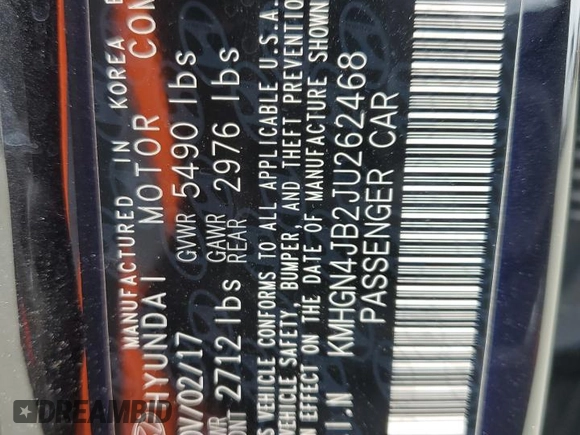 MANUFACTURED IN KOREA
HYUNDAI MOTOR
GVWR 5490 lbs
GAWR
REAR 2976 lbs
2712 lbs
/02/17
VEHICLE CONFORMS TO ALL APPLICABLE U.S.A.
VEHICLE SAFETY, BUMPER, AND THEFT PREVENTION
IN EFFECT ON THE DATE OF MANUFACTURE SHOWN
KMHGN4JB2JU262468
PASSENGER CAR
DREAMBID